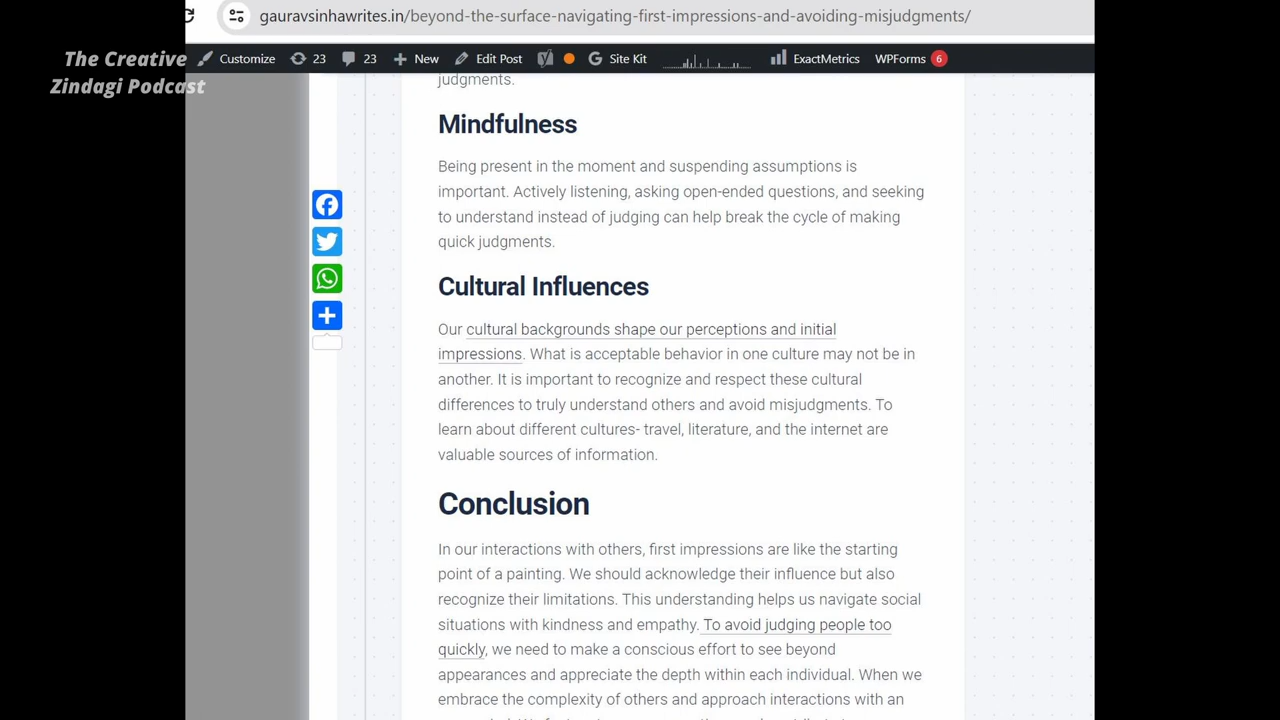 gauravsinhawrites.in/beyond-the-surface-navigating-first-impressions-and-avoiding-misjudgments/
The Creative
Zindagi Podcast
Customize 23 23 New Edit Post Site Kit ExactMetrics WPForms 6
judgments.
Mindfulness
Being present in the moment and suspending assumptions is
important. Actively listening, asking open-ended questions, and seeking
to understand instead of judging can help break the cycle of making
quick judgments.
Cultural Influences
Our cultural backgrounds shape our perceptions and initial
impressions. What is acceptable behavior in one culture may not be in
another. It is important to recognize and respect these cultural
differences to truly understand others and avoid misjudgments. To
learn about different cultures- travel, literature, and the internet are
valuable sources of information.
Conclusion
In our interactions with others, first impressions are like the starting
point of a painting. We should acknowledge their influence but also
recognize their limitations. This understanding helps us navigate social
situations with kindness and empathy. To avoid judging people too
quickly, we need to make a conscious effort to see beyond
appearances and appreciate the depth within each individual. When we
embrace the complexity of others and approach interactions with an